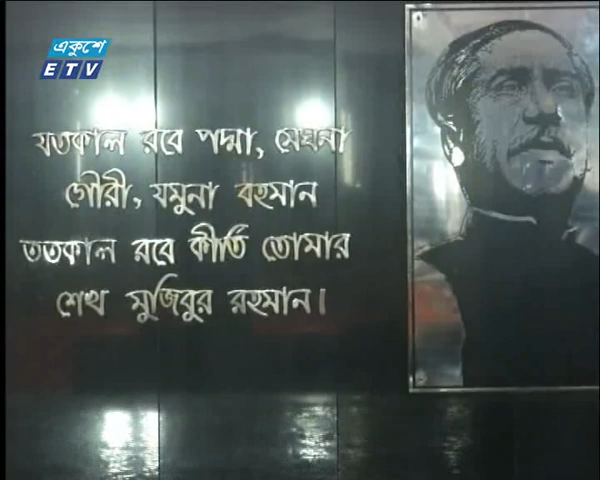 একুশে
ETV
যতকাল রবে পদ্মা, মেঘনা
গৌরী, যমুনা বহমান
ততকাল রবে কীর্তি তোমার
শেখ মুজিবুর রহমান।